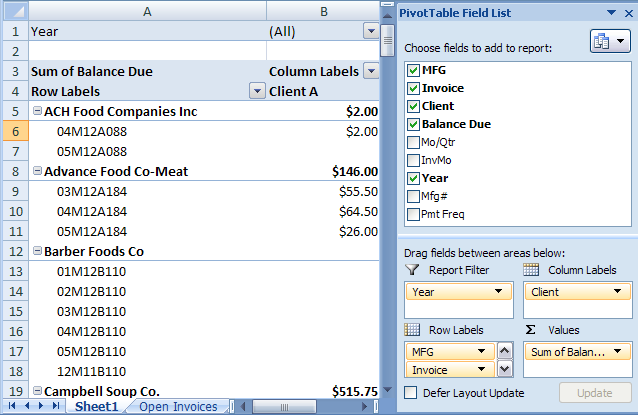 A B
1 Year (All)
2
3 Sum of Balance Due Column Labels
4 Row Labels Client A
5 ACH Food Companies Inc $2.00
6 04M12A088 $2.00
7 05M12A088
8 Advance Food Co-Meat $146.00
9 03M12A184 $55.50
10 04M12A184 $64.50
11 05M12A184 $26.00
12 Barber Foods Co
13 01M12B110
14 02M12B110
15 03M12B110
16 04M12B110
17 05M12B110
18 12M11B110
19 Campbell Soup Co. $515.75
Sheet1 Open Invoices
PivotTable Field List
Choose fields to add to report:
MFG
Invoice
Client
Balance Due
Mo/Qtr
InvMo
Year
Mfg#
Pmt Freq
Drag fields between areas below:
Report Filter Column Labels
Year Client
Row Labels Σ Values
MFG Sum of Balan...
Invoice
Defer Layout Update Update